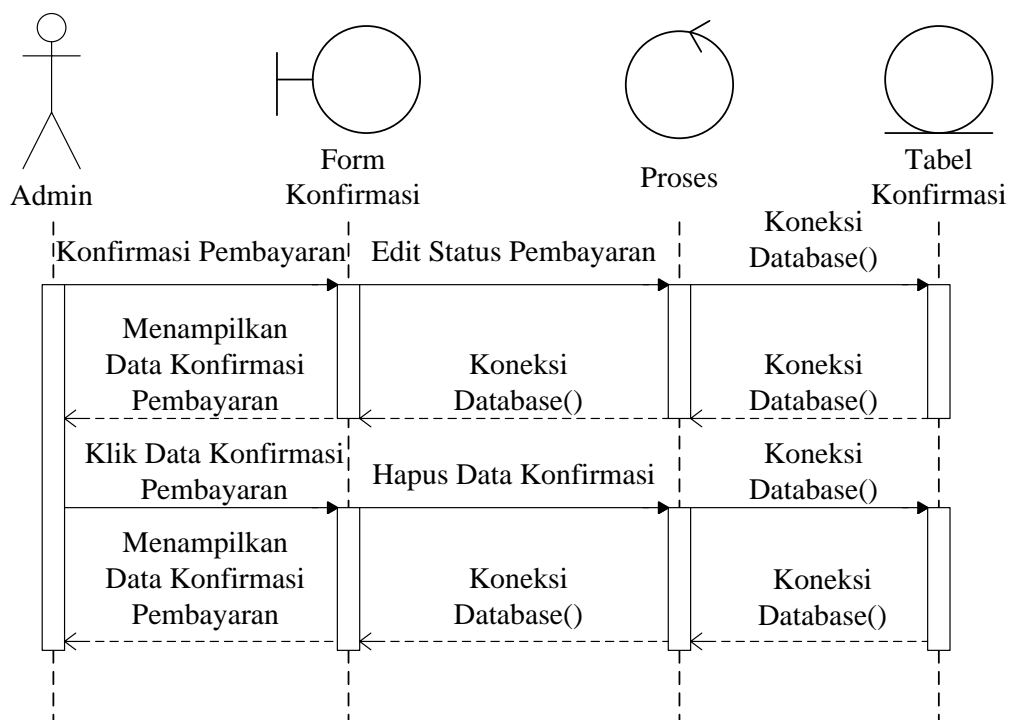 Admin
Form
Konfirmasi
Proses
Tabel
Konfirmasi
Konfirmasi Pembayaran
Edit Status Pembayaran
Koneksi
Database()
Menampilkan
Data Konfirmasi
Pembayaran
Koneksi
Database()
Koneksi
Database()
Klik Data Konfirmasi
Pembayaran
Hapus Data Konfirmasi
Koneksi
Database()
Menampilkan
Data Konfirmasi
Pembayaran
Koneksi
Database()
Koneksi
Database()